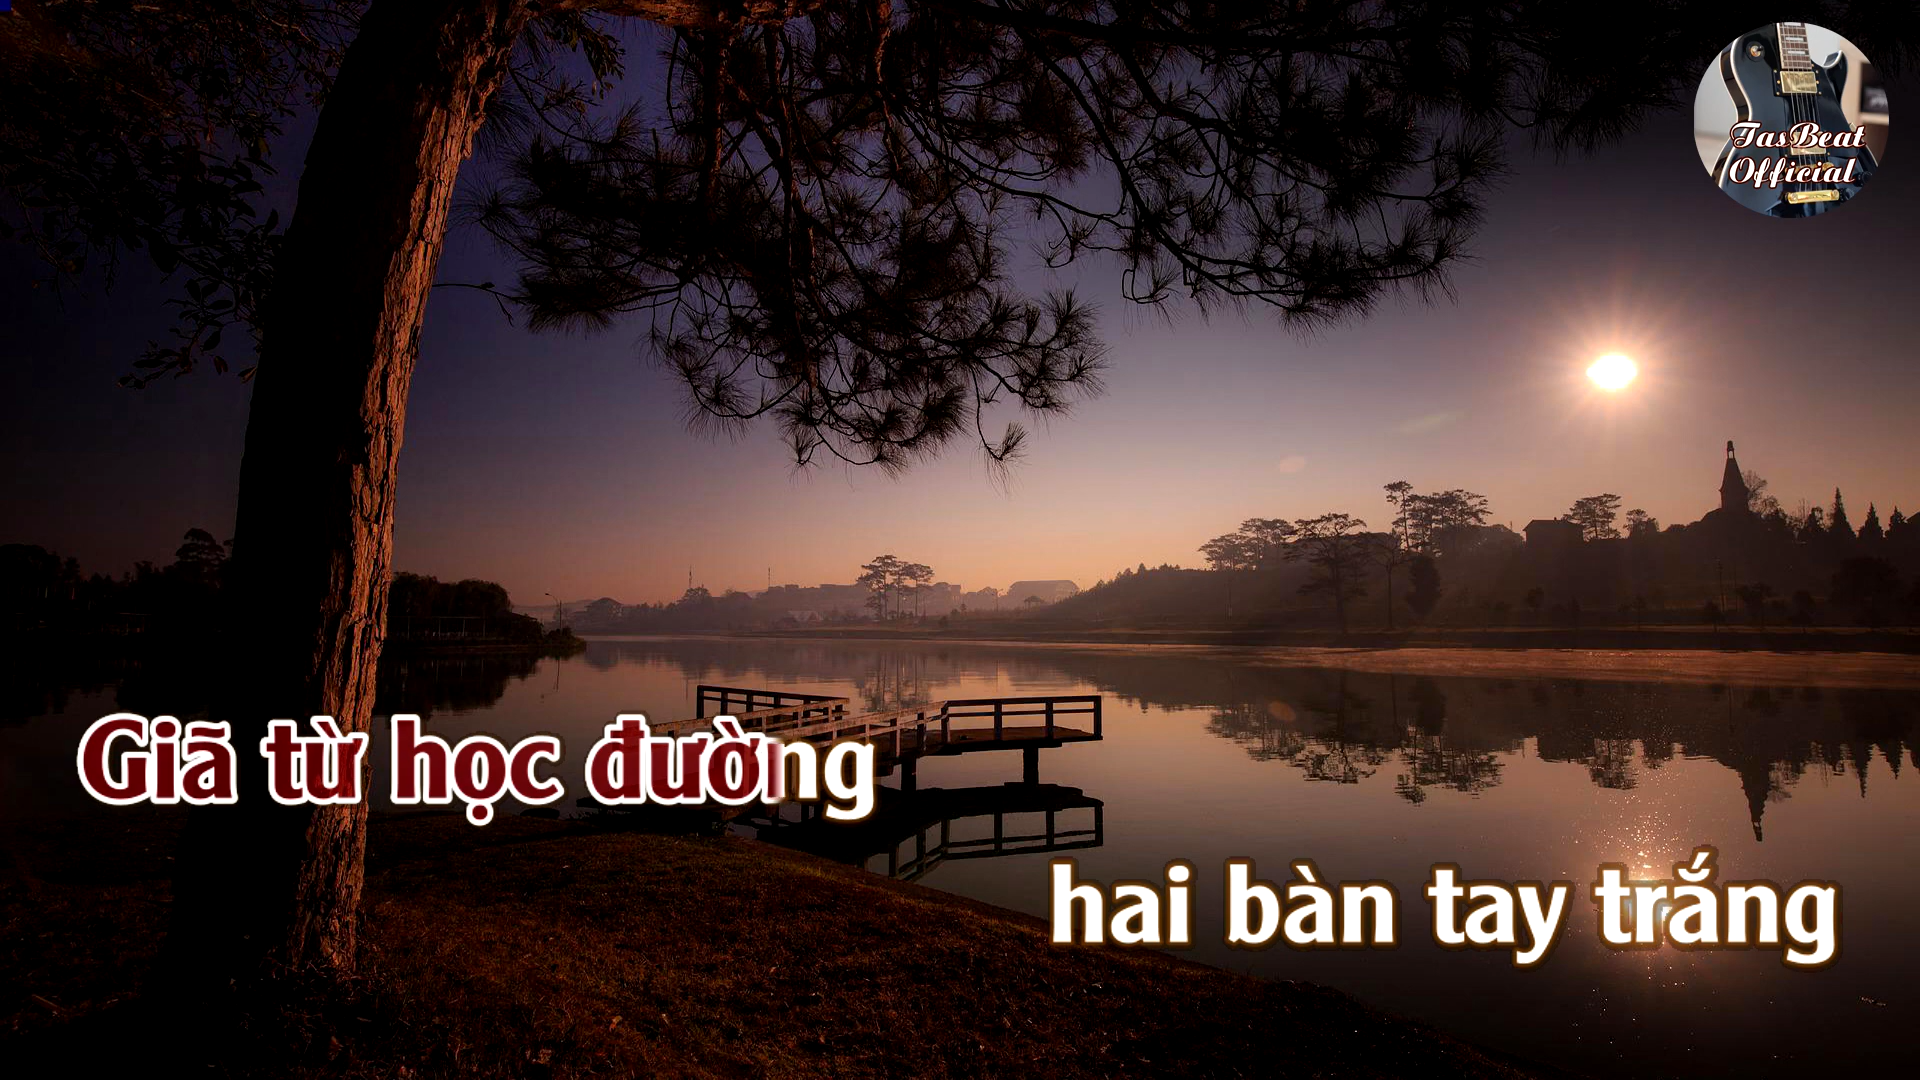 TasBeat
Official
Giã từ học đường
hai bàn tay trắng